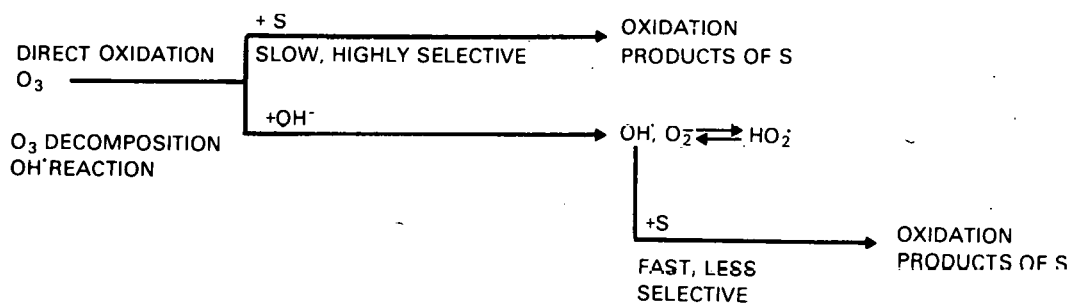 + S
DIRECT OXIDATION
SLOW, HIGHLY SELECTIVE
OXIDATION
PRODUCTS OF S
O₃
+OH⁻
O₃ DECOMPOSITION
OH˙REACTION
OH˙, O₂⁻ ⇌ HO₂˙
+S
FAST, LESS
SELECTIVE
OXIDATION
PRODUCTS OF S